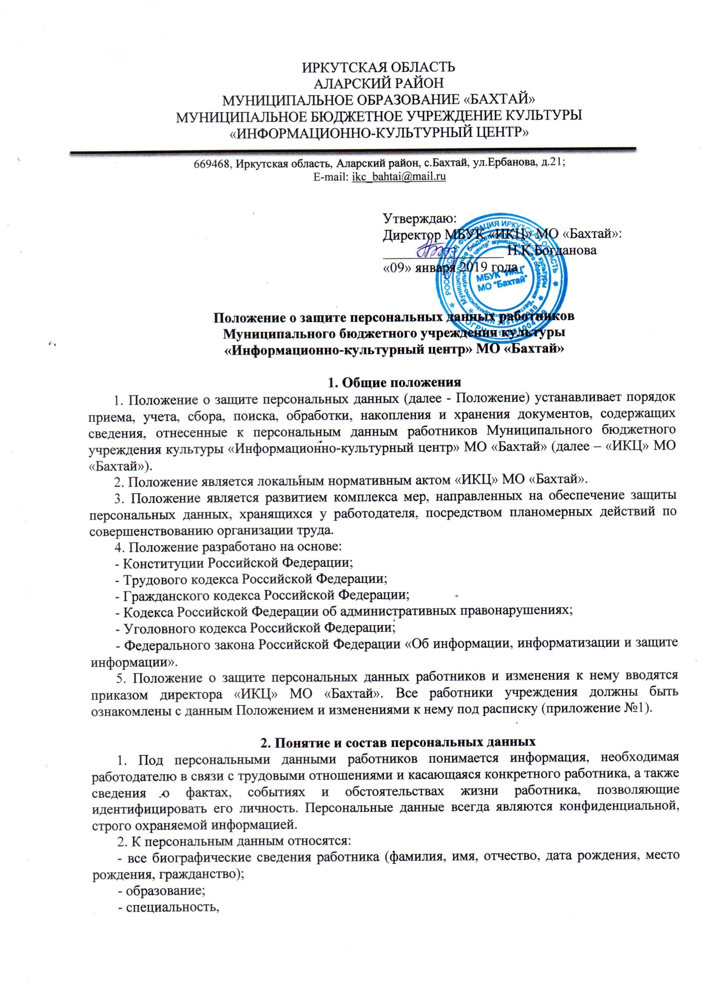 ИРКУТСКАЯ ОБЛАСТЬ
АЛАРСКИЙ РАЙОН
МУНИЦИПАЛЬНОЕ ОБРАЗОВАНИЕ «БАХТАЙ»
МУНИЦИПАЛЬНОЕ БЮДЖЕТНОЕ УЧРЕЖДЕНИЕ КУЛЬТУРЫ
«ИНФОРМАЦИОННО-КУЛЬТУРНЫЙ ЦЕНТР»
669468, Иркутская область, Аларский район, с.Бахтай, ул.Ербанова, д.21;
E-mail: ikc_bahtai@mail.ru
Утверждаю:
Директор МБУК «ИКЦ» МО «Бахтай»:
Н.К.Богданова
«09» января 2019 года
РОССИЙСКАЯ ФЕДЕРАЦИЯ ИРКУТСКАЯ ОБЛАСТЬ
Муниципальное бюджетное учреждение культуры
МБУК "ИКЦ"
МО "Бахтай"
Положение о защите персональных данных работников
Муниципального бюджетного учреждения культуры
«Информационно-культурный центр» МО «Бахтай»
1. Общие положения
1. Положение о защите персональных данных (далее - Положение) устанавливает порядок
приема, учета, сбора, поиска, обработки, накопления и хранения документов, содержащих
сведения, отнесенные к персональным данным работников Муниципального бюджетного
учреждения культуры «Информационно-культурный центр» МО «Бахтай» (далее – «ИКЦ» МО
«Бахтай»).
2. Положение является локальным нормативным актом «ИКЦ» МО «Бахтай».
3. Положение является развитием комплекса мер, направленных на обеспечение защиты
персональных данных, хранящихся у работодателя, посредством планомерных действий по
совершенствованию организации труда.
4. Положение разработано на основе:
- Конституции Российской Федерации;
- Трудового кодекса Российской Федерации;
- Гражданского кодекса Российской Федерации;
- Кодекса Российской Федерации об административных правонарушениях;
- Уголовного кодекса Российской Федерации;
- Федерального закона Российской Федерации «Об информации, информатизации и защите
информации».
5. Положение о защите персональных данных работников и изменения к нему вводятся
приказом директора «ИКЦ» МО «Бахтай». Все работники учреждения должны быть
ознакомлены с данным Положением и изменениями к нему под расписку (приложение №1).
2. Понятие и состав персональных данных
1. Под персональными данными работников понимается информация, необходимая
работодателю в связи с трудовыми отношениями и касающаяся конкретного работника, а также
сведения о фактах, событиях и обстоятельствах жизни работника, позволяющие
идентифицировать его личность. Персональные данные всегда являются конфиденциальной,
строго охраняемой информацией.
2. К персональным данным относятся:
- все биографические сведения работника (фамилия, имя, отчество, дата рождения, место
рождения, гражданство);
- образование;
- специальность,